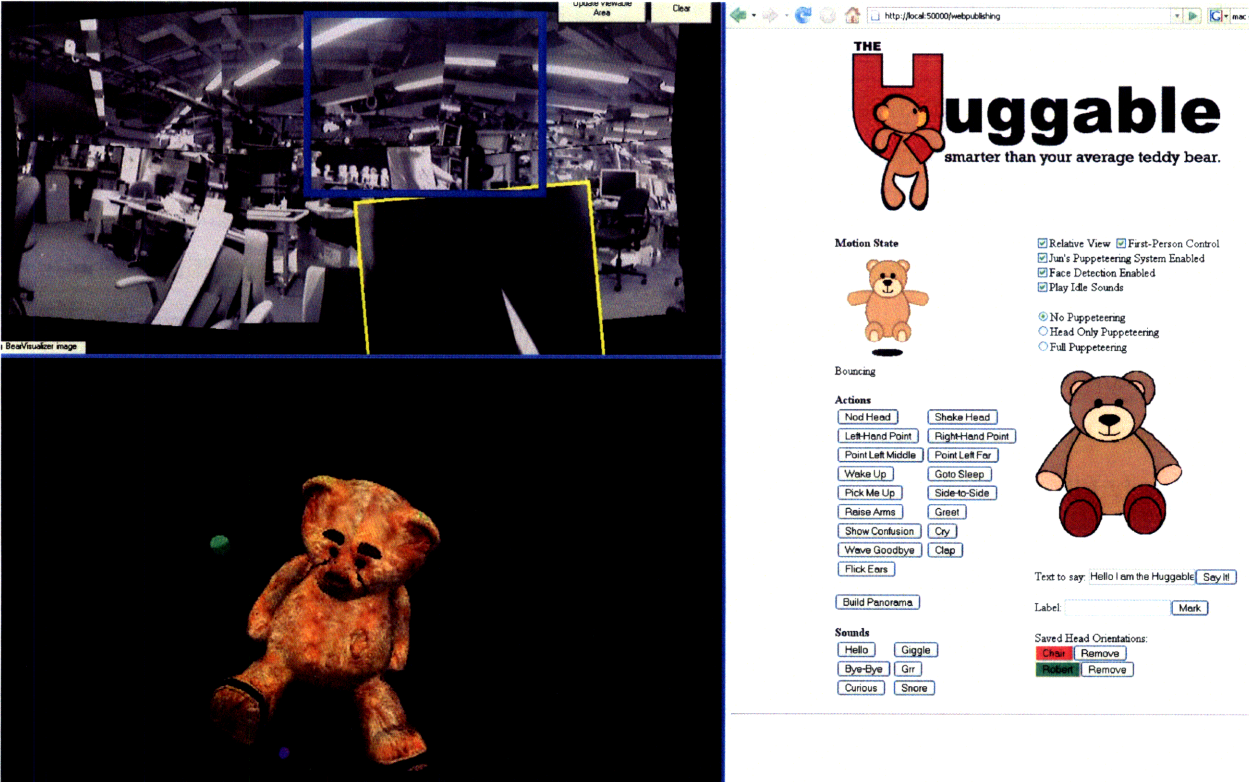 Update Viewable
Area
Clear
BearVisualizer image
http://local:50000/webpublishing
mac
THE
Huggable
smarter than your average teddy bear.
Motion State
Bouncing
Actions
Nod Head
Shake Head
Left-Hand Point
Right-Hand Point
Point Left Middle
Point Left Far
Wake Up
Goto Sleep
Pick Me Up
Side-to-Side
Raise Arms
Greet
Show Confusion
Cry
Wave Goodbye
Clap
Flick Ears
Build Panorama
Sounds
Hello
Giggle
Bye-Bye
Grr
Curious
Snore
Relative View First-Person Control
Jun's Puppeteering System Enabled
Face Detection Enabled
Play Idle Sounds
No Puppeteering
Head Only Puppeteering
Full Puppeteering
Text to say: Hello I am the Huggable Say It!
Label: Mark
Saved Head Orientations:
Chair Remove
Robert Remove